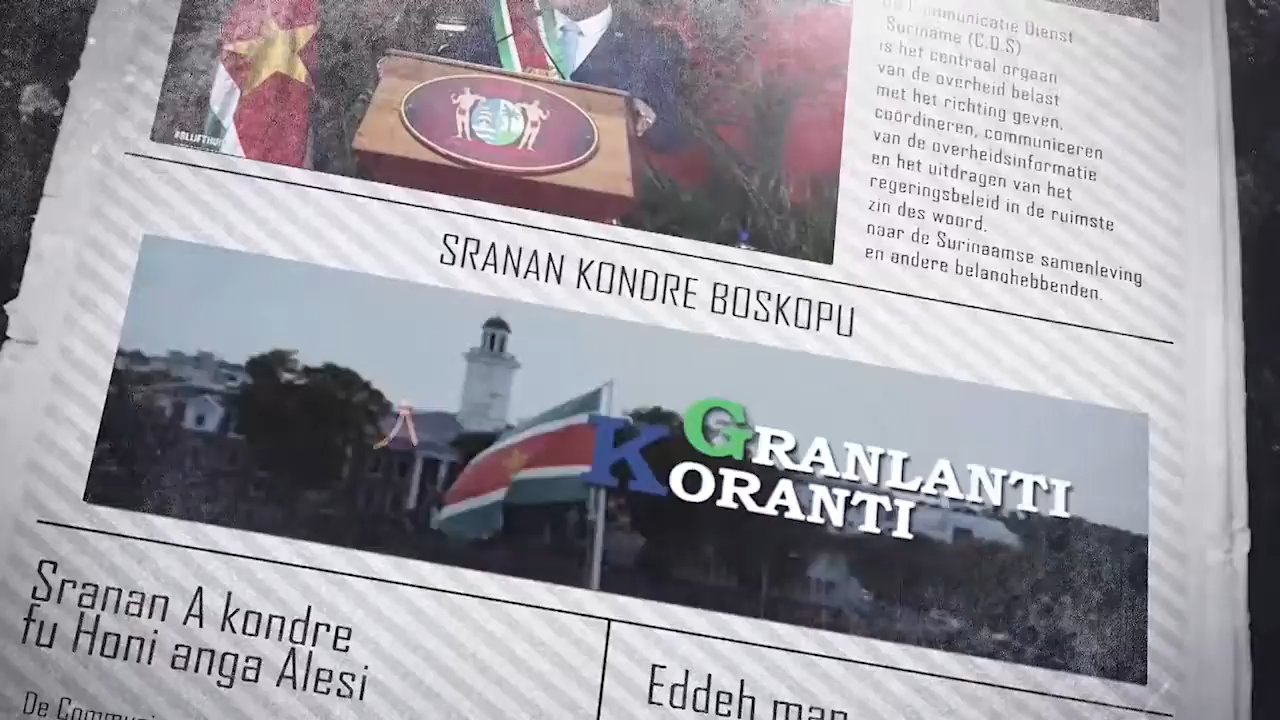 De Communicatie Dienst
Suriname (C.D.S)
is het centraal orgaan
van de overheid belast
met het richting geven,
coördineren, communiceren
van de overheidsinformatie
en het uitdragen van het
regeringsbeleid in de ruimste
zin des woord.
naar de Surinaamse samenleving
en andere belanghebbenden.
SRANAN KONDRE BOSKOPU
GRANLANTI
KORANTI
Sranan A kondre
fu Honi anga Alesi
Eddeh man
De